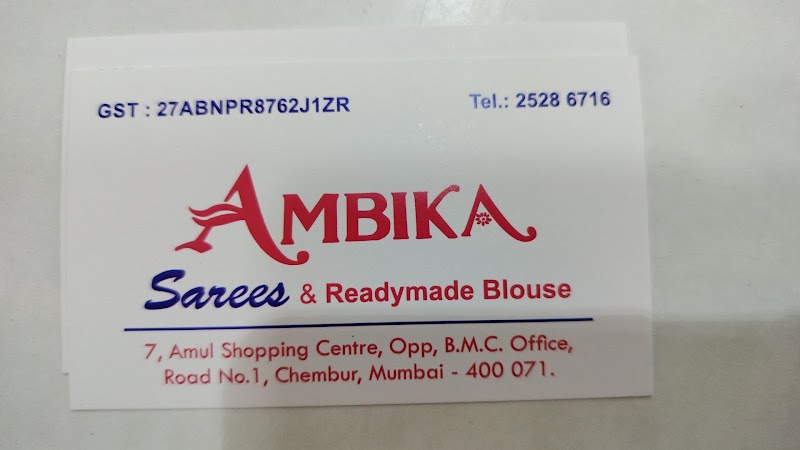 GST : 27ABNPR8762J1ZR
Tel.: 2528 6716
AMBIKA
Sarees & Readymade Blouse
7, Amul Shopping Centre, Opp, B.M.C. Office,
Road No.1, Chembur, Mumbai - 400 071.